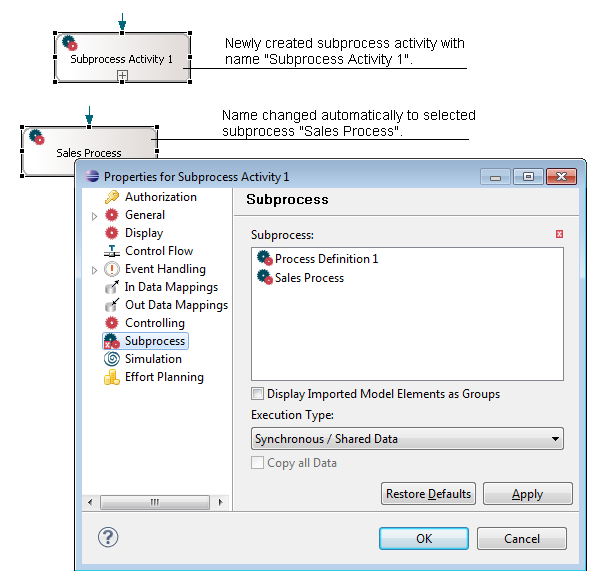 Subprocess Activity 1
Newly created subprocess activity with
name "Subprocess Activity 1".
Sales Process
Name changed automatically to selected
subprocess "Sales Process".
Properties for Subprocess Activity 1
Authorization
General
Display
Control Flow
Event Handling
In Data Mappings
Out Data Mappings
Controlling
Subprocess
Simulation
Effort Planning
Subprocess
Subprocess:
Process Definition 1
Sales Process
Display Imported Model Elements as Groups
Execution Type:
Synchronous / Shared Data
Copy all Data
Restore Defaults
Apply
OK
Cancel